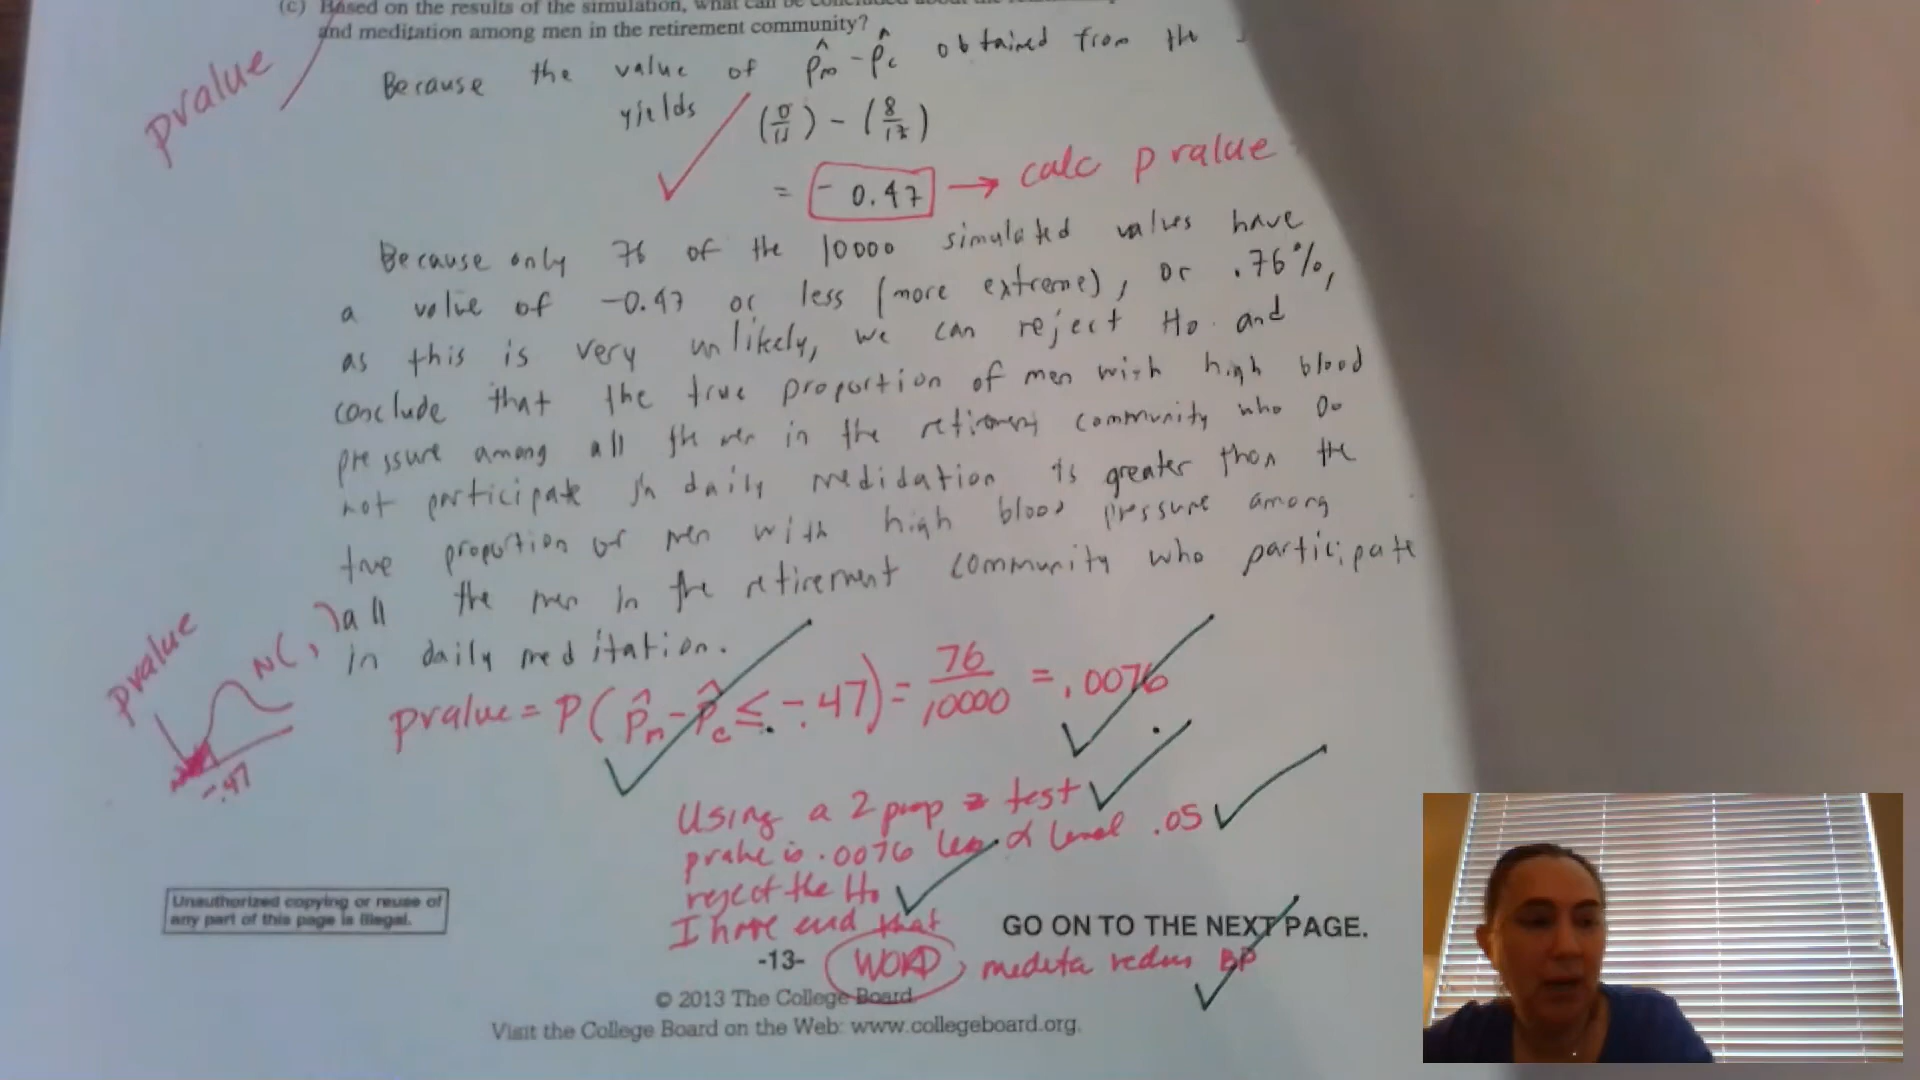 (c) Based on the results of the simulation, what can be concluded about the
and meditation among men in the retirement community?
pvalue
Because the value of p̂m - p̂c obtained from the
yields (0/11) - (8/17)
= - 0.47 → calc pvalue
Because only 76 of the 10000 simulated values have
a value of -0.47 or less (more extreme), or .76%,
as this is very unlikely, we can reject Ho and
conclude that the true proportion of men with high blood
pressure among all the men in the retirement community who do
not participate in daily medidation is greater than the
true proportion of men with high blood pressure among
all the men in the retirement community who participate
in daily meditation.
pvalue
N( , )
-.47
pvalue = P(p̂m - p̂c ≤ -.47) = 76/10000 = .0076
Using a 2 prop z test
pvalue is .0076 less α level .05
reject the Ho
I have evid that
WORD, medita redus BP
Unauthorized copying or reuse of
any part of this page is illegal.
GO ON TO THE NEXT PAGE.
-13-
© 2013 The College Board.
Visit the College Board on the Web: www.collegeboard.org.